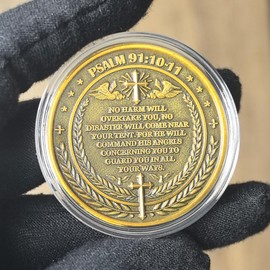 PSALM 91:10-11
NO HARM WILL
OVERTAKE YOU, NO
DISASTER WILL COME NEAR
YOUR TENT. FOR HE WILL
COMMAND HIS ANGELS
CONCERNING YOU TO
GUARD YOU IN ALL
YOUR WAYS.